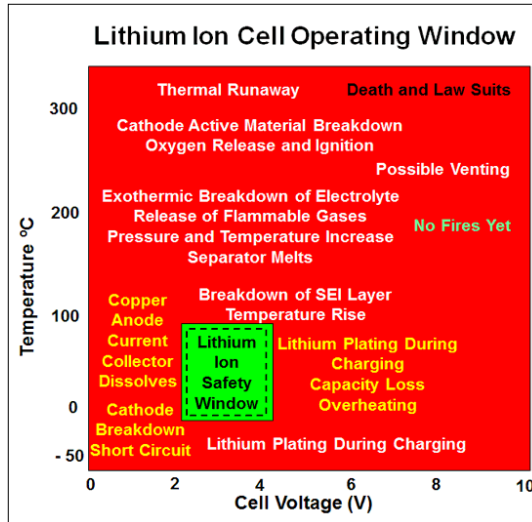 Lithium Ion Cell Operating Window
Thermal Runaway
Death and Law Suits
Cathode Active Material Breakdown
Oxygen Release and Ignition
Possible Venting
Exothermic Breakdown of Electrolyte
Release of Flammable Gases
Pressure and Temperature Increase
Separator Melts
No Fires Yet
Breakdown of SEI Layer
Temperature Rise
Copper
Anode
Current
Collector
Dissolves
Cathode
Breakdown
Short Circuit
Lithium
Ion
Safety
Window
Lithium Plating During
Charging
Capacity Loss
Overheating
Lithium Plating During Charging
Temperature ºC
300
200
100
0
- 50
0
2
4
6
8
10
Cell Voltage (V)